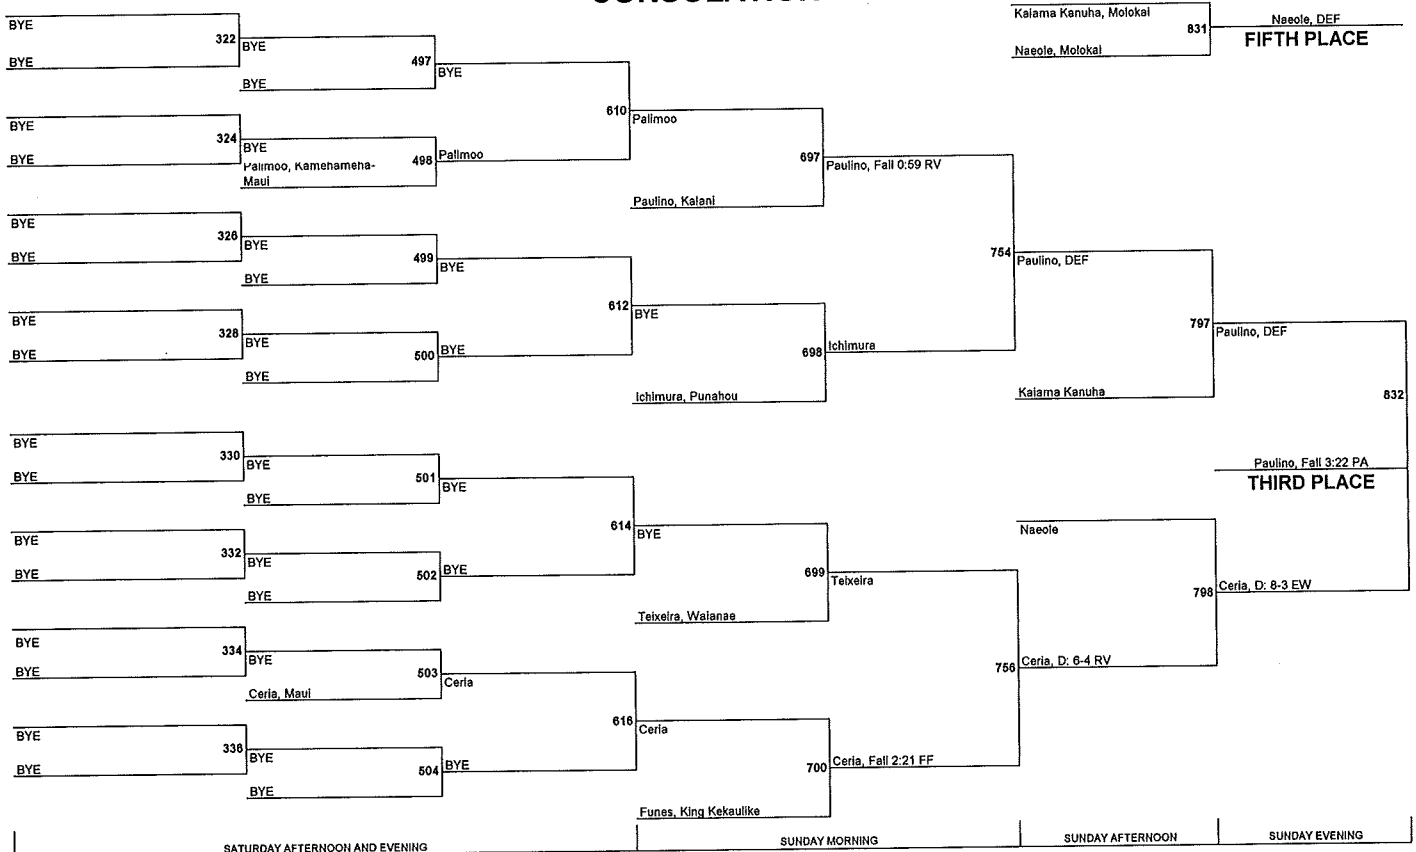 Kaiama Kanuha, Molokai
831
Naeole, DEF
FIFTH PLACE
Naeole, Molokai
BYE
322
BYE
BYE
497
BYE
BYE
610
Palimoo
BYE
324
BYE
BYE
498
Palimoo
Palimoo, Kamehameha-
Maui
697
Paulino, Fall 0:59 RV
Paulino, Kalani
BYE
326
BYE
BYE
499
BYE
BYE
754
Paulino, DEF
612
BYE
BYE
328
BYE
BYE
500
BYE
BYE
698
Ichimura
Ichimura, Punahou
797
Paulino, DEF
Kaiama Kanuha
832
BYE
330
BYE
BYE
501
BYE
BYE
Paulino, Fall 3:22 PA
THIRD PLACE
614
BYE
BYE
332
BYE
BYE
502
BYE
BYE
699
Teixeira
Teixeira, Waianae
Naeole
798
Ceria, D: 8-3 EW
BYE
334
BYE
BYE
503
Ceria
Ceria, Maui
756
Ceria, D: 6-4 RV
616
Ceria
BYE
336
BYE
BYE
504
BYE
BYE
700
Ceria, Fall 2:21 FF
Funes, King Kekaulike
SATURDAY AFTERNOON AND EVENING
SUNDAY MORNING
SUNDAY AFTERNOON
SUNDAY EVENING